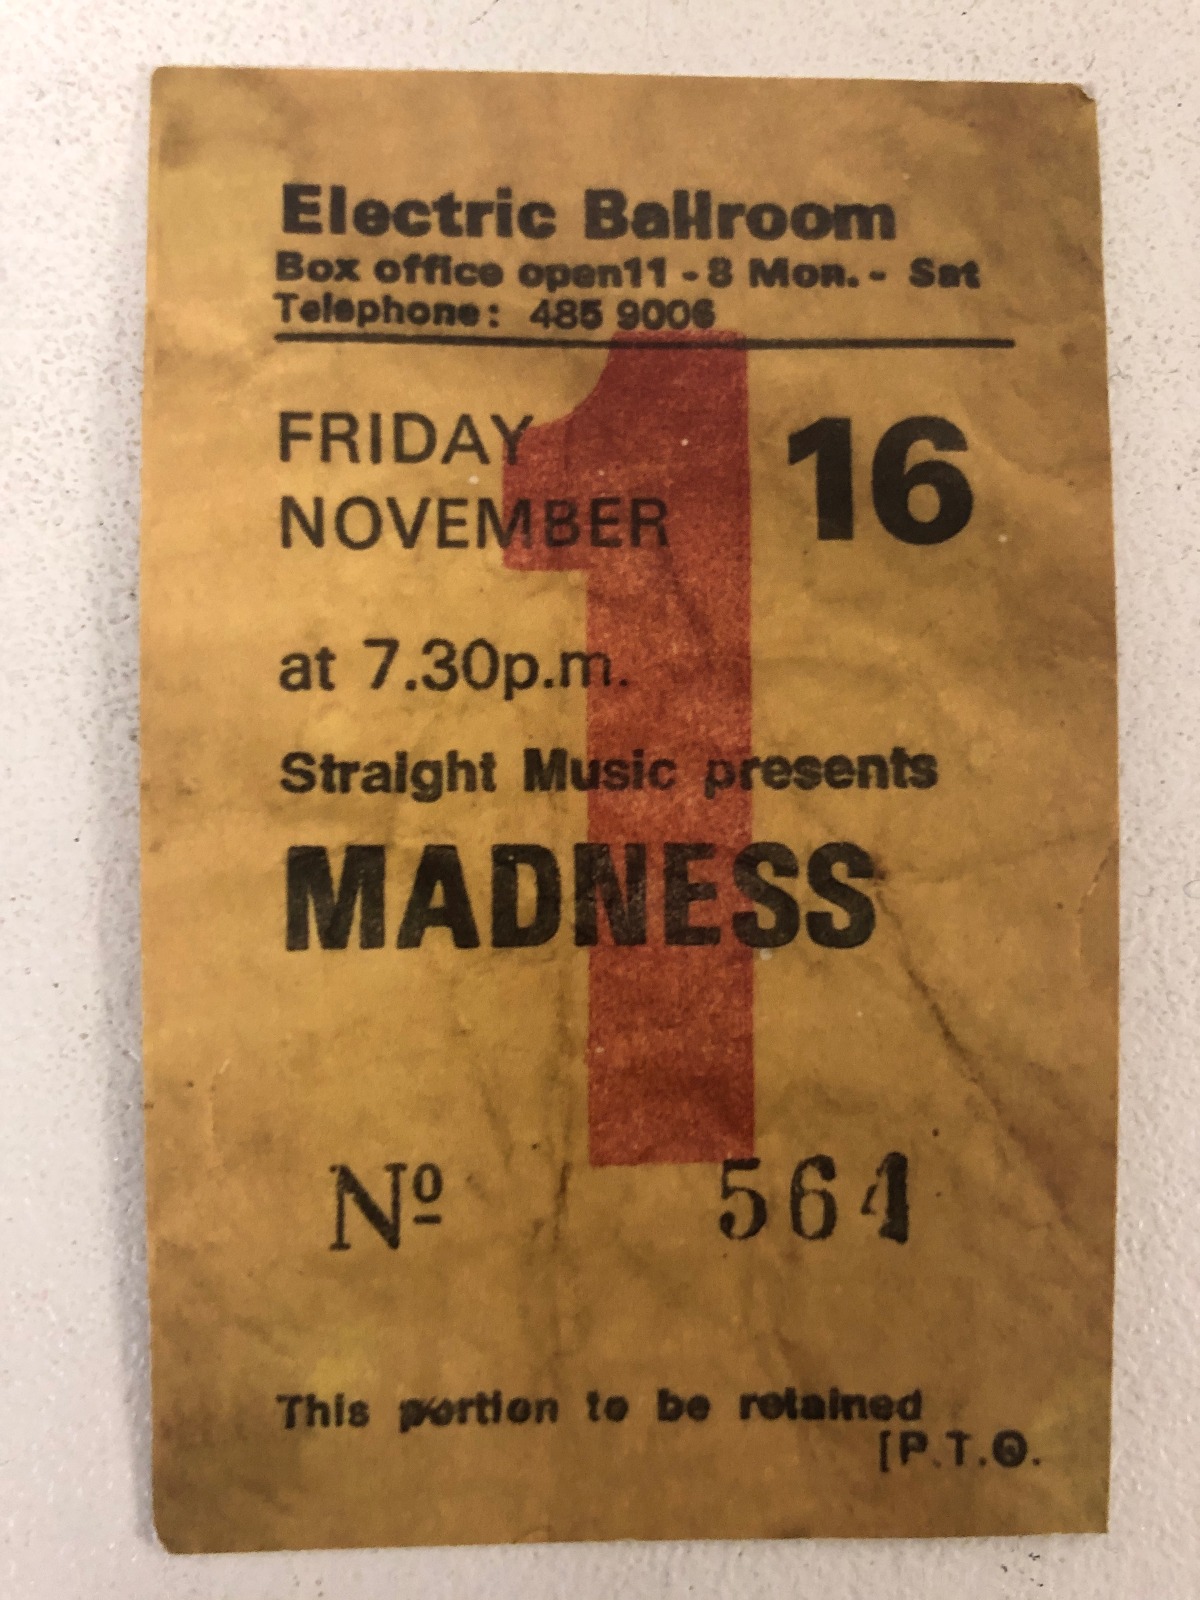 Electric Ballroom
Box office open11 - 8 Mon. - Sat
Telephone: 485 9006
FRIDAY 16
NOVEMBER
1
at 7.30p.m.
Straight Music presents
MADNESS
Nº 564
This portion to be retained
[P.T.O.